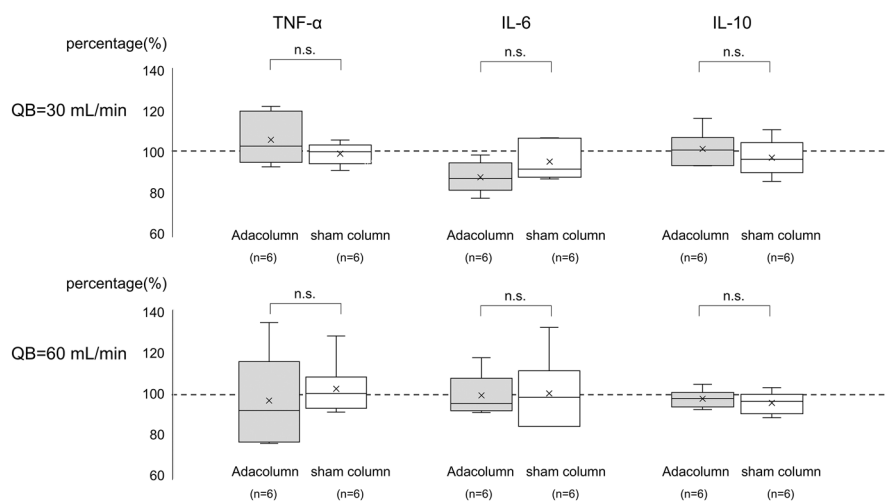 TNF-α IL-6 IL-10
percentage(%)
n.s. n.s. n.s.
QB=30 mL/min
140
120
100
80
60
Adacolumn sham column Adacolumn sham column Adacolumn sham column
(n=6) (n=6) (n=6) (n=6) (n=6) (n=6)
percentage(%)
n.s. n.s. n.s.
QB=60 mL/min
140
120
100
80
60
Adacolumn sham column Adacolumn sham column Adacolumn sham column
(n=6) (n=6) (n=6) (n=6) (n=6) (n=6)